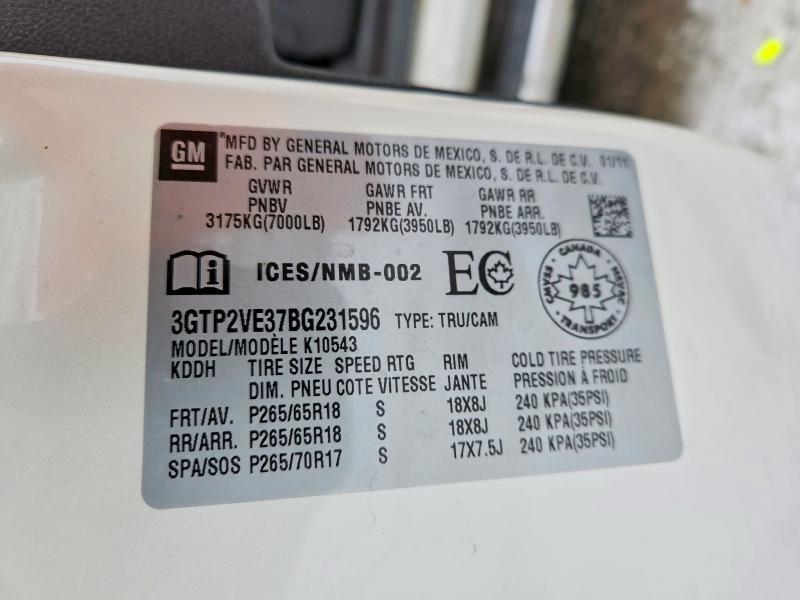 GM
MFD BY GENERAL MOTORS DE MEXICO, S. DE R.L. DE C.V. 01/11
FAB. PAR GENERAL MOTORS DE MEXICO, S. DE R.L. DE C.V.
GVWR GAWR FRT GAWR RR
PNBV PNBE AV. PNBE ARR.
3175KG(7000LB) 1792KG(3950LB) 1792KG(3950LB)
i ICES/NMB-002 EC
CANADA
MSVAC
985
RSVAMC
TRANSPORT
3GTP2VE37BG231596 TYPE: TRU/CAM
MODEL/MODÈLE K10543
KDDH TIRE SIZE SPEED RTG RIM COLD TIRE PRESSURE
DIM. PNEU COTE VITESSE JANTE PRESSION À FROID
FRT/AV. P265/65R18 S 18X8J 240 KPA(35PSI)
RR/ARR. P265/65R18 S 18X8J 240 KPA(35PSI)
SPA/SOS P265/70R17 S 17X7.5J 240 KPA(35PSI)